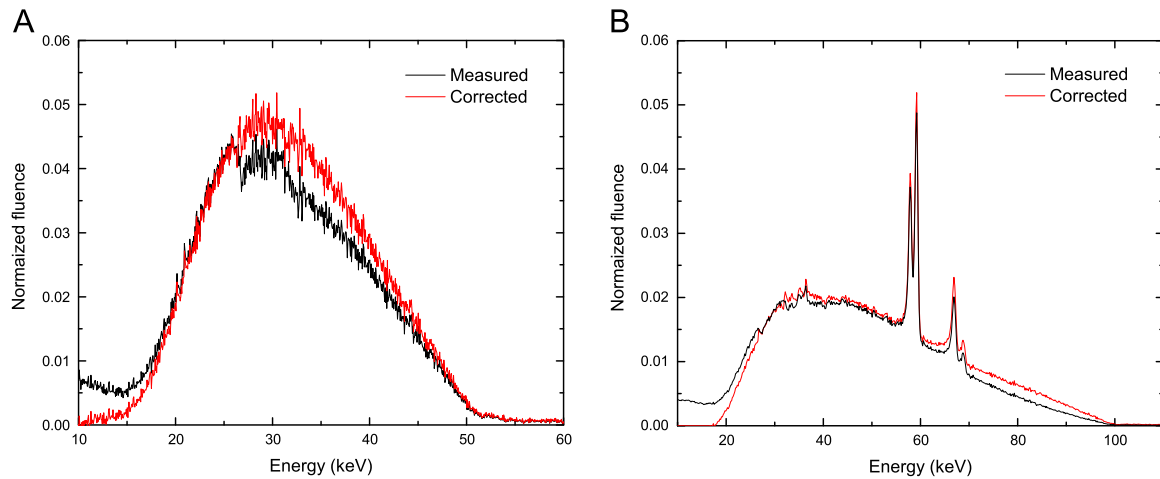 A
B
0.06
0.05
0.04
0.03
0.02
0.01
0.00
Normaized fluence
10 20 30 40 50 60
Energy (keV)
Measured
Corrected
0.06
0.05
0.04
0.03
0.02
0.01
0.00
Normaized fluence
20 40 60 80 100
Energy (keV)
Measured
Corrected